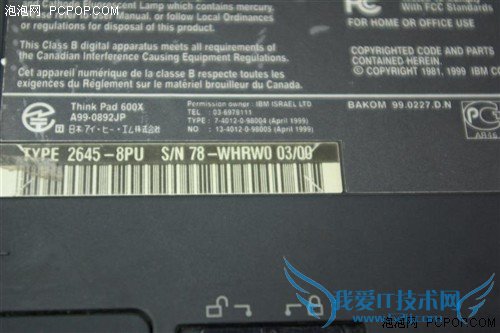 泡泡网 PCPOP.COM
Lamp which contains mercury.
refer to User Manual, or follow Local Ordinances
or regulations for disposal of this product.
This Class B digital apparatus meets all requirements of
the Canadian Interference Causing Equipment Regulations.
Cet appareil numérique de la classe B respecte toutes les
exigences du Règlement sur le matériel brouilleur du Canada.
With FCC Standards
FOR HOME OR OFFICE USE
COPYRIGHTED CODE AND PARTS
© COPYRIGHT 1981, 1999
Think Pad 600X
A99-0892JP
日本アイ・ビー・エム株式会社
Permission owner: IBM ISRAEL LTD
TEL : 03-6978111
TYPE : 7-4012-0-98004 (April 1999)
NO : 13-4012-0-98005 (April 1999)
BAKOM 99.0227.D.N
TYPE 2645-8PU S/N 78-WHRW0 03/00
我爱IT技术网
www.
泡泡网 PCPOP.COM